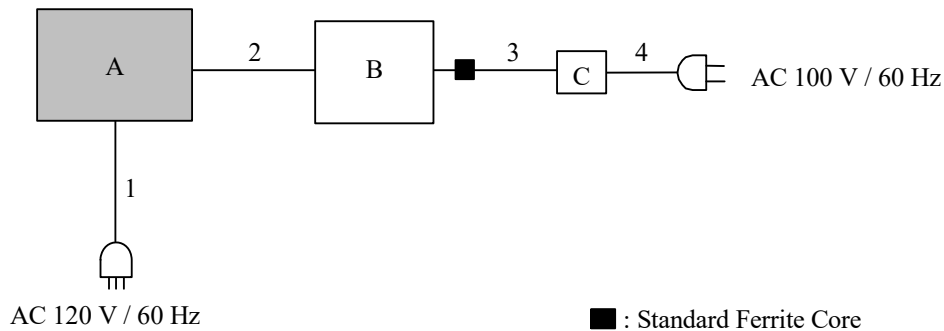 A
2
B
3
C
4
AC 100 V / 60 Hz
1
AC 120 V / 60 Hz
: Standard Ferrite Core